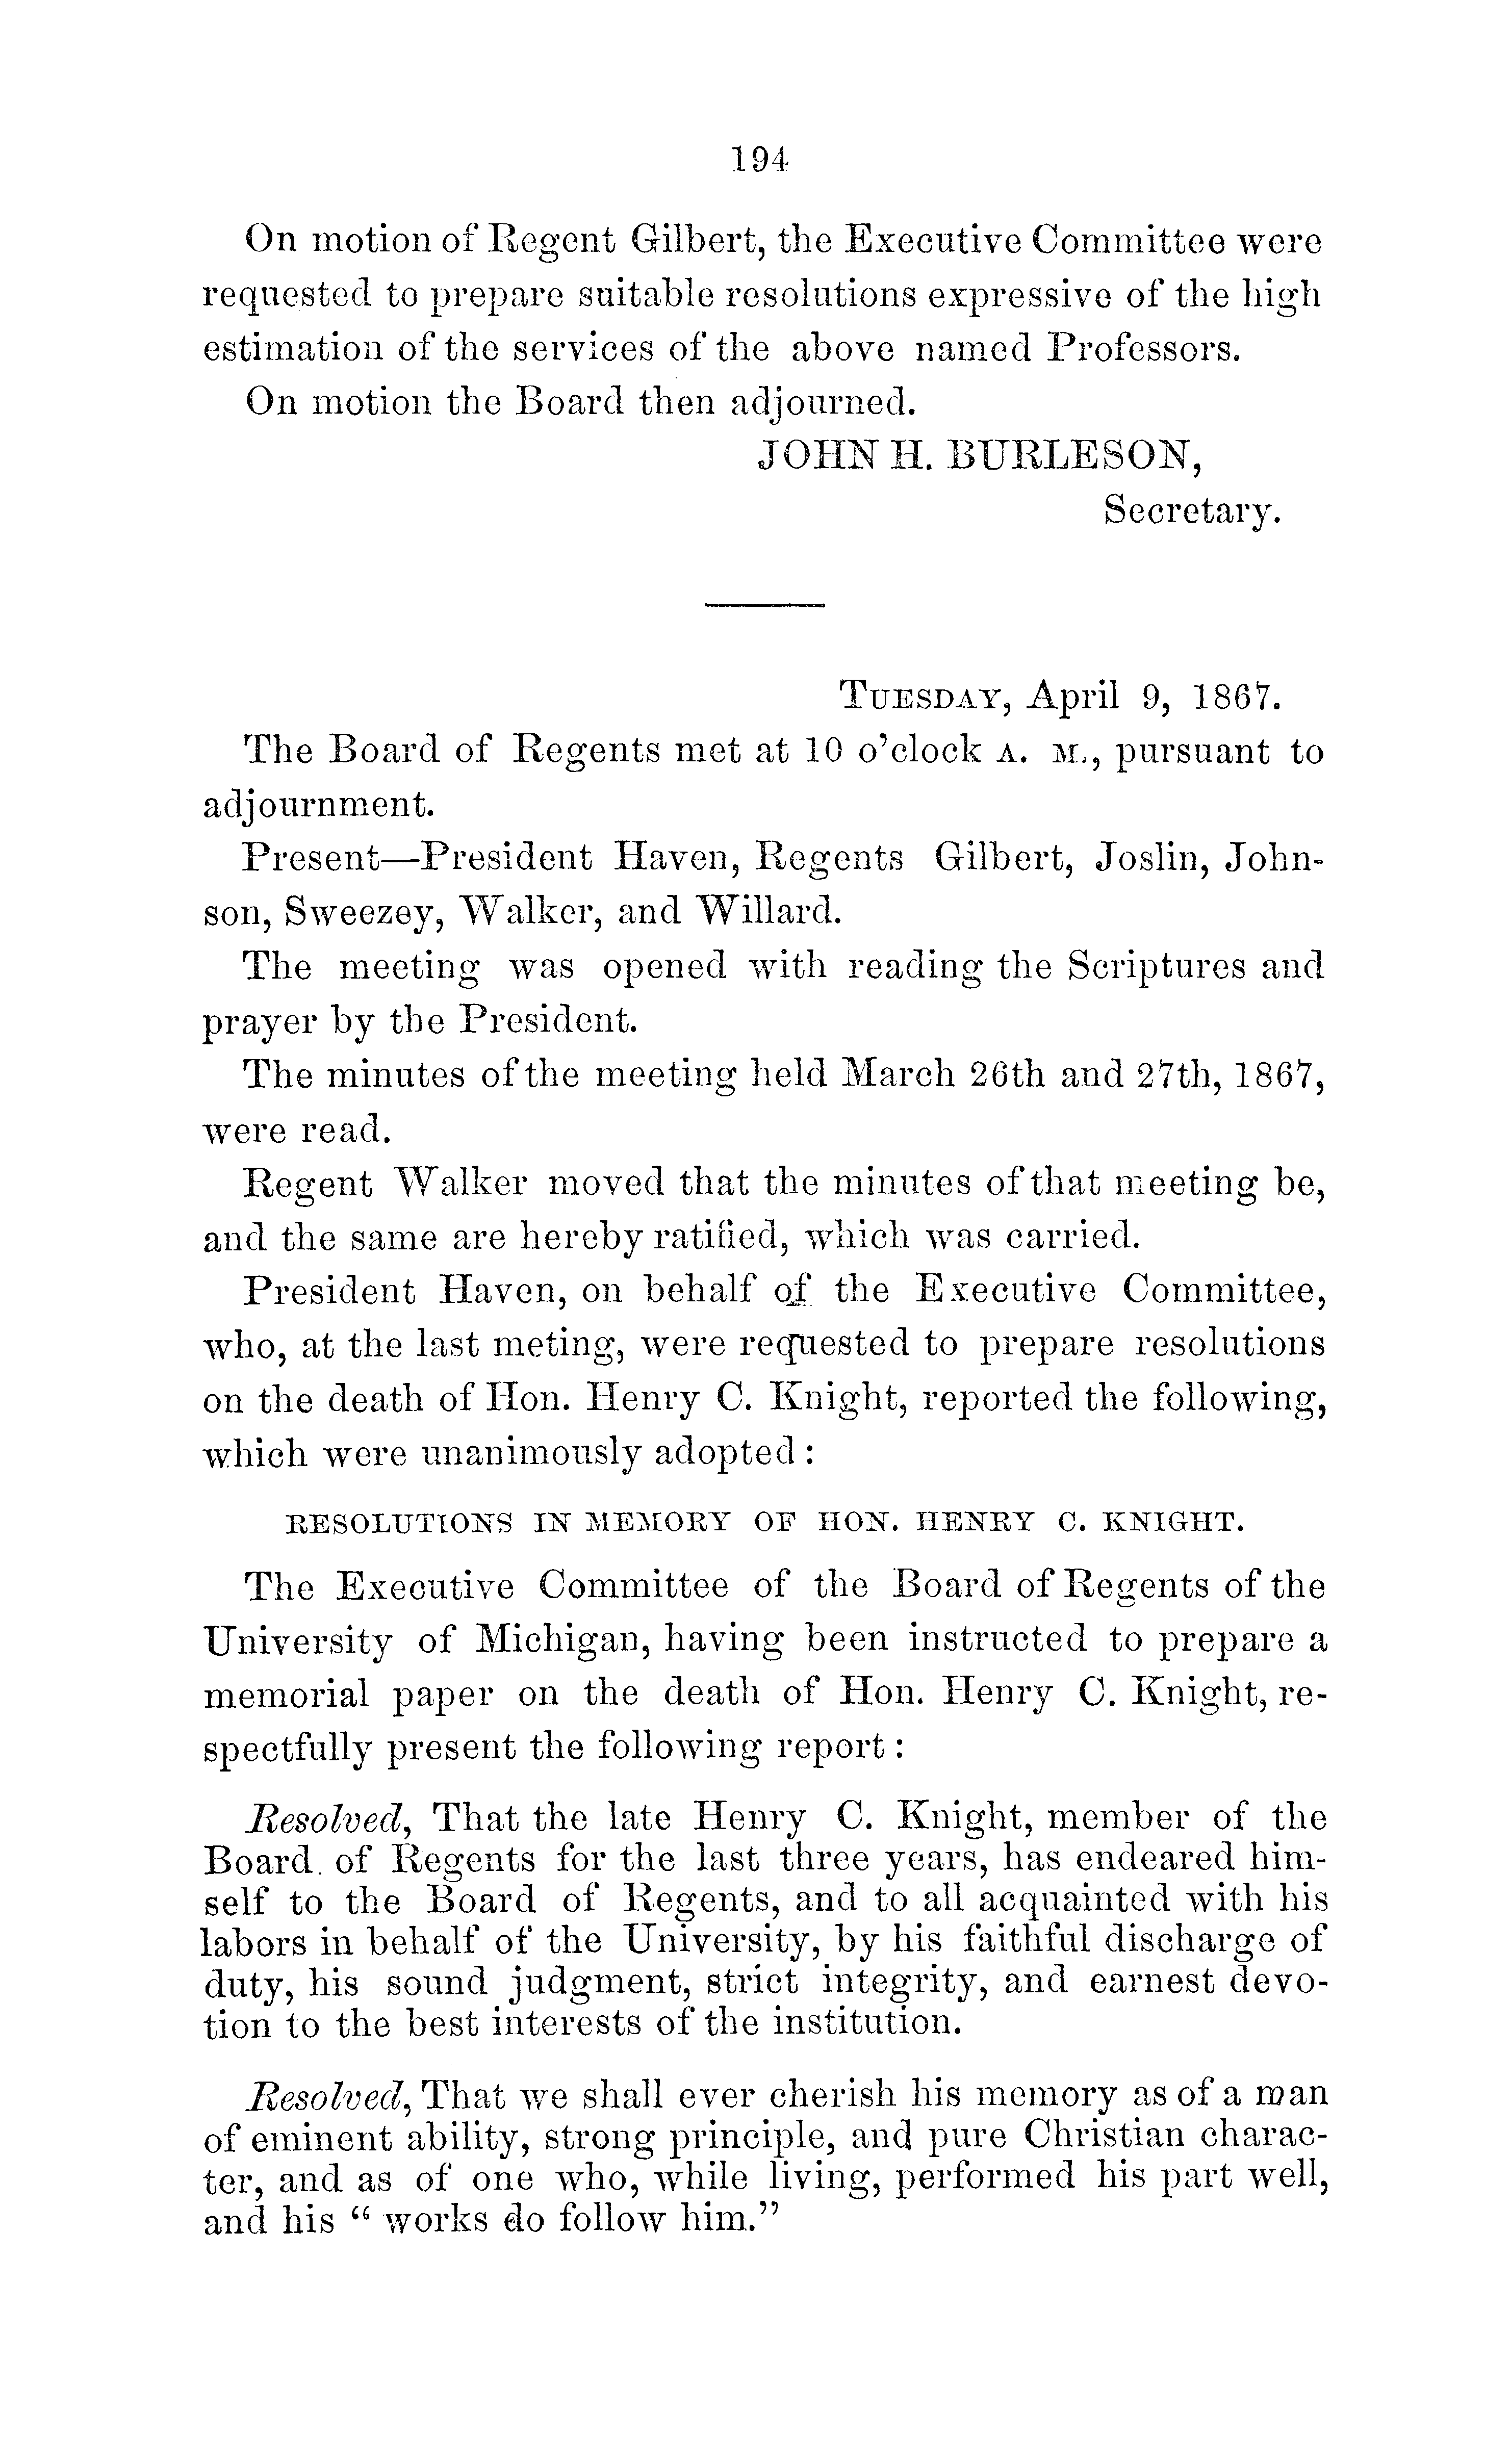 194
On motion of Regent Gilbert, the Executive Committee were
requested to prepare suitable resolutions expressive of the high
estimation of the services of the above named Professors.
On motion the Board then adjourned.
JOHN H. BURLESON,
Secretary.
TUESDAY, April 9, 1867.
The Board of Regents met at 10 o'clock A. M., pursuant to
adjournment.
Present—President Haven, Regents Gilbert, Joslin, John-
son, Sweezey, Walker, and Willard.
The meeting was opened with reading the Scriptures and
prayer by the President.
The minutes of the meeting held March 26th and 27th, 1867,
were read.
Regent Walker moved that the minutes of that meeting be,
and the same are hereby ratified, which was carried.
President Haven, on behalf of the Executive Committee,
who, at the last meting, were requested to prepare resolutions
on the death of Hon. Henry C. Knight, reported the following,
which were unanimously adopted :
RESOLUTIONS IN MEMORY OF HON. HENRY C. KNIGHT.
The Executive Committee of the Board of Regents of the
University of Michigan, having been instructed to prepare a
memorial paper on the death of Hon. Henry C. Knight, re-
spectfully present the following report :
Resolved, That the late Henry C. Knight, member of the
Board. of Regents for the last three years, has endeared him-
self to the Board of Regents, and to all acquainted with his
labors in behalf of the University, by his faithful discharge of
duty, his sound judgment, strict integrity, and earnest devo-
tion to the best interests of the institution.
Resolved, That we shall ever cherish his memory as of a man
of eminent ability, strong principle, and pure Christian charac-
ter, and as of one who, while living, performed his part well,
and his " works do follow him."